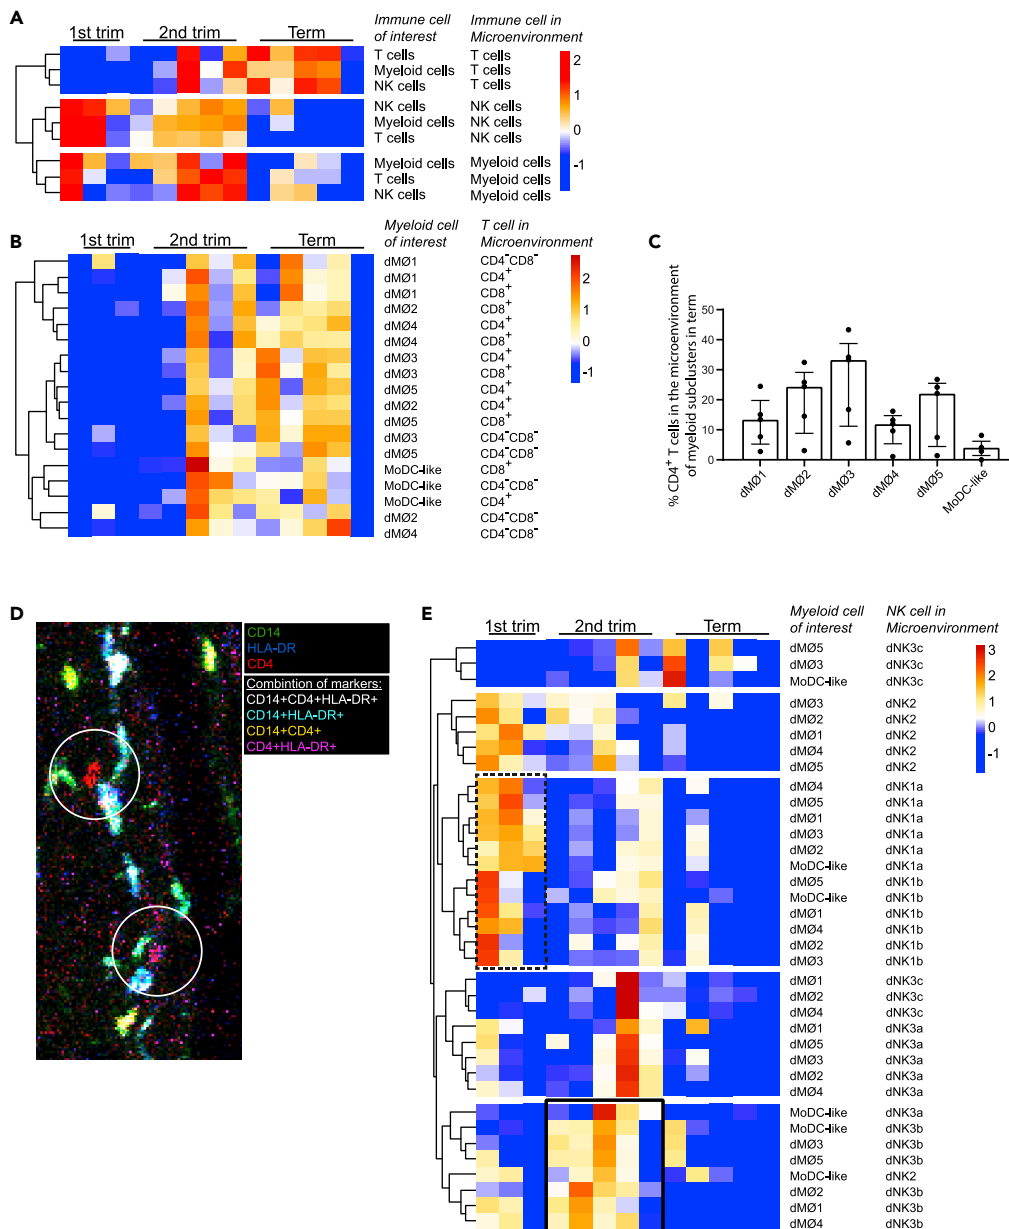 A
1st trim 2nd trim Term
Immune cell of interest Immune cell in Microenvironment
T cells T cells
Myeloid cells T cells
NK cells T cells
NK cells NK cells
Myeloid cells NK cells
T cells NK cells
Myeloid cells Myeloid cells
T cells Myeloid cells
NK cells Myeloid cells
2
1
0
-1
B
1st trim 2nd trim Term
Myeloid cell of interest T cell in Microenvironment
dMØ1 CD4-CD8-
dMØ1 CD4+
dMØ1 CD8+
dMØ2 CD8+
dMØ4 CD4+
dMØ4 CD8+
dMØ3 CD4+
dMØ3 CD8+
dMØ5 CD4+
dMØ2 CD4+
dMØ5 CD8+
dMØ3 CD4-CD8-
dMØ5 CD4-CD8-
MoDC-like CD8+
MoDC-like CD4-CD8-
MoDC-like CD4+
dMØ2 CD4-CD8-
dMØ4 CD4-CD8-
2
1
0
-1
C
% CD4+ T cells in the microenvironment
of myeloid subclusters in term
50
40
30
20
10
0
dMØ1 dMØ2 dMØ3 dMØ4 dMØ5 MoDC-like
D
CD14
HLA-DR
CD4
Combintion of markers:
CD14+CD4+HLA-DR+
CD14+HLA-DR+
CD14+CD4+
CD4+HLA-DR+
E
1st trim 2nd trim Term
Myeloid cell of interest NK cell in Microenvironment
dMØ5 dNK3c
dMØ3 dNK3c
MoDC-like dNK3c
dMØ3 dNK2
dMØ2 dNK2
dMØ1 dNK2
dMØ4 dNK2
dMØ5 dNK2
dMØ4 dNK1a
dMØ5 dNK1a
dMØ1 dNK1a
dMØ3 dNK1a
dMØ2 dNK1a
MoDC-like dNK1a
dMØ5 dNK1b
MoDC-like dNK1b
dMØ1 dNK1b
dMØ4 dNK1b
dMØ2 dNK1b
dMØ3 dNK1b
dMØ1 dNK3c
dMØ2 dNK3c
dMØ4 dNK3c
dMØ1 dNK3a
dMØ5 dNK3a
dMØ3 dNK3a
dMØ2 dNK3a
dMØ4 dNK3a
MoDC-like dNK3a
MoDC-like dNK3b
dMØ3 dNK3b
dMØ5 dNK3b
MoDC-like dNK2
dMØ2 dNK3b
dMØ1 dNK3b
dMØ4 dNK3b
3
2
1
0
-1